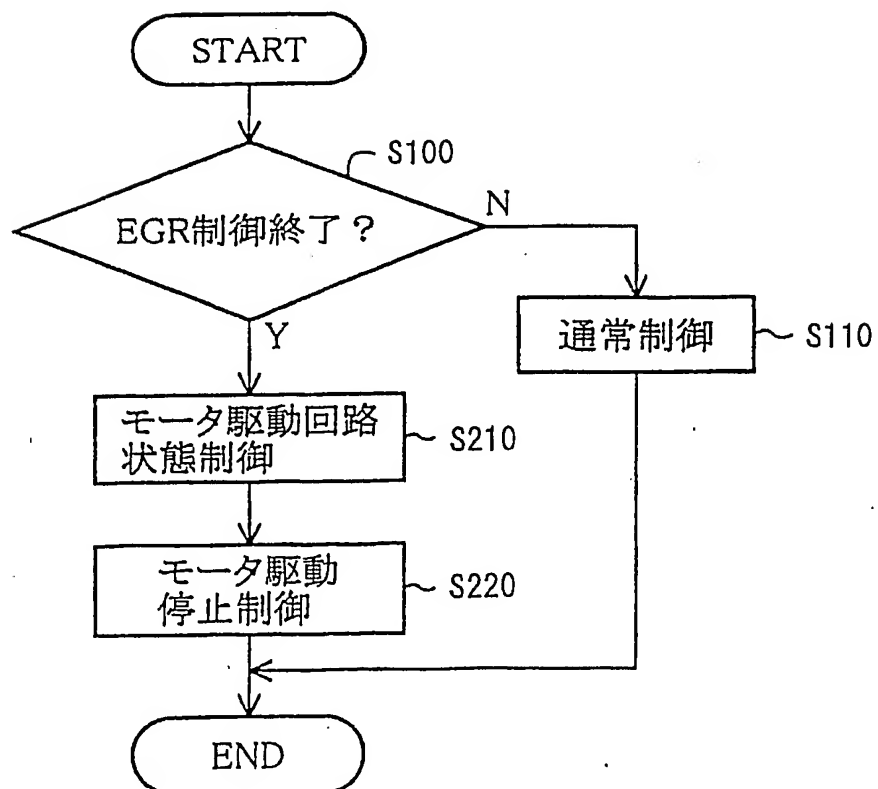 START
S100
EGR制御終了？
N
Y
通常制御
S110
モータ駆動回路
状態制御
S210
モータ駆動
停止制御
S220
END